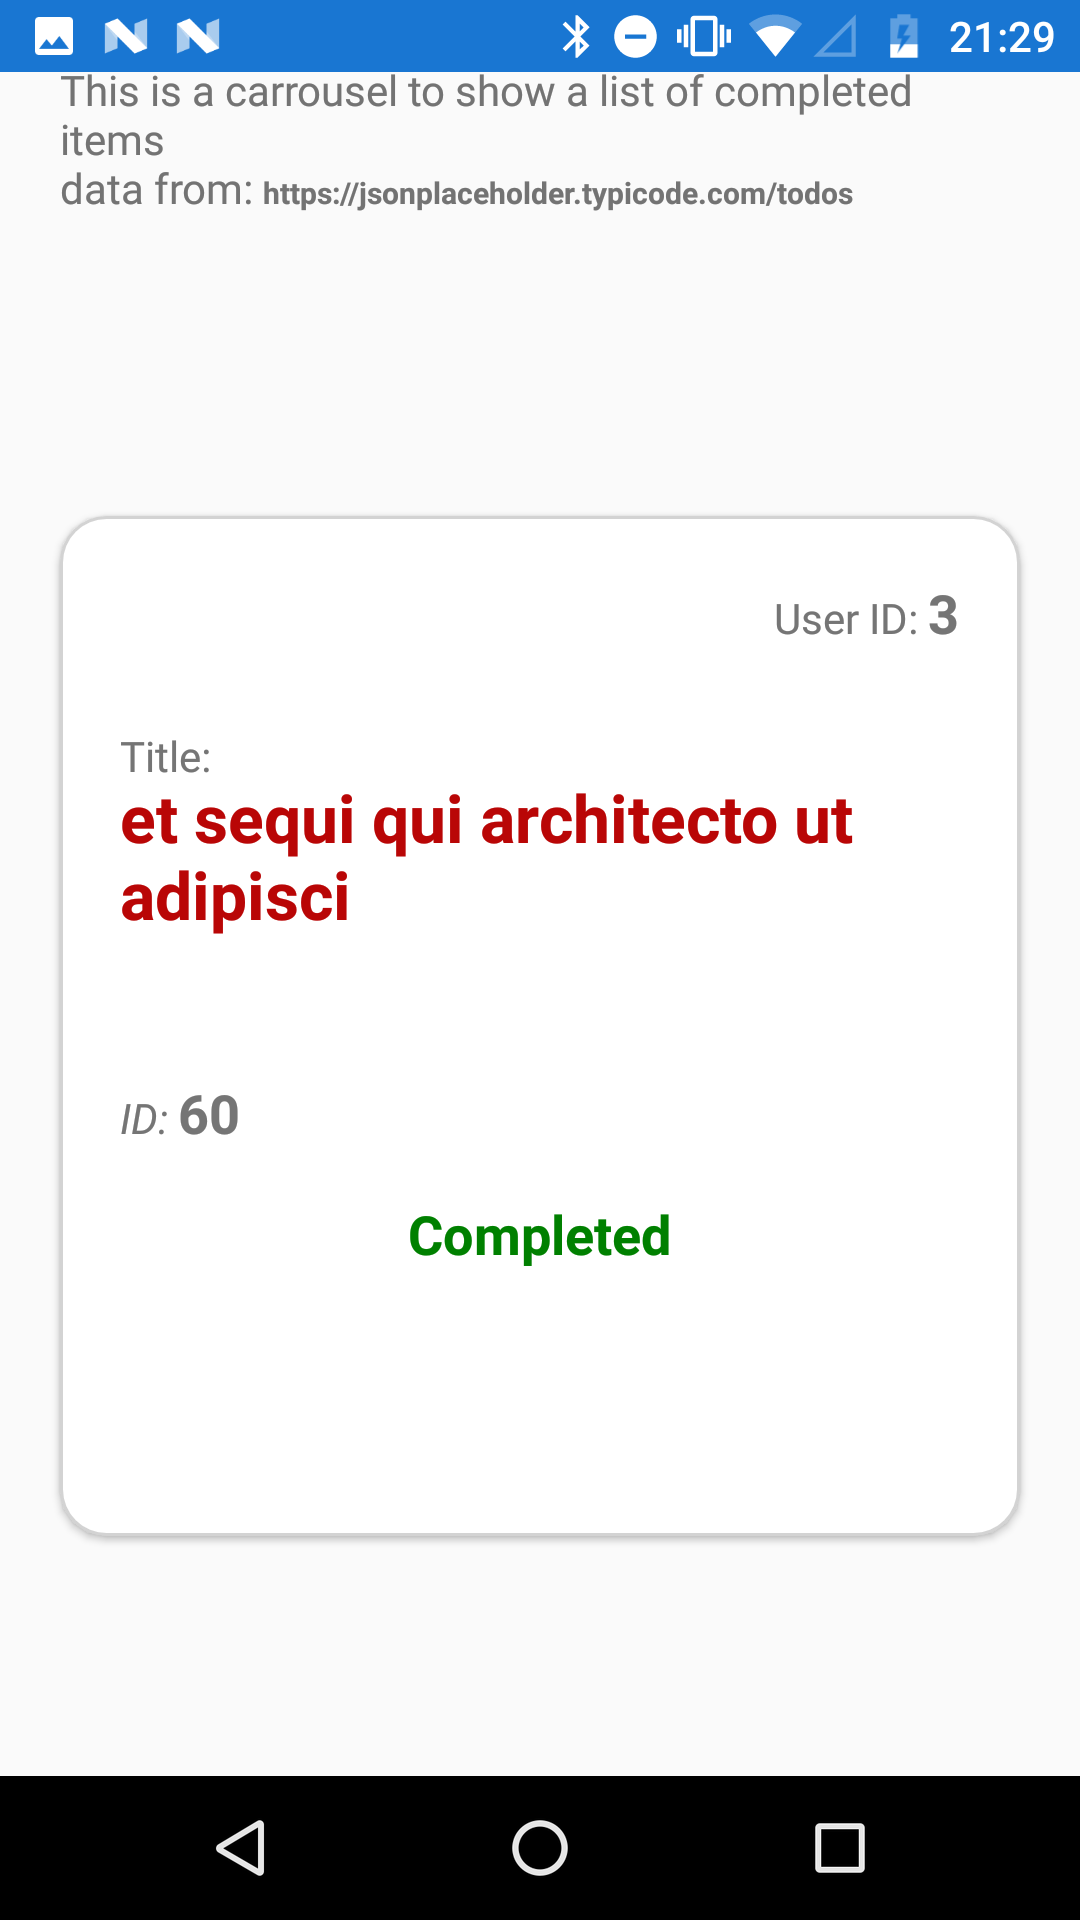 21:29
This is a carrousel to show a list of completed
items
data from: https://jsonplaceholder.typicode.com/todos
User ID: 3
Title:
et sequi qui architecto ut
adipisci
ID: 60
Completed